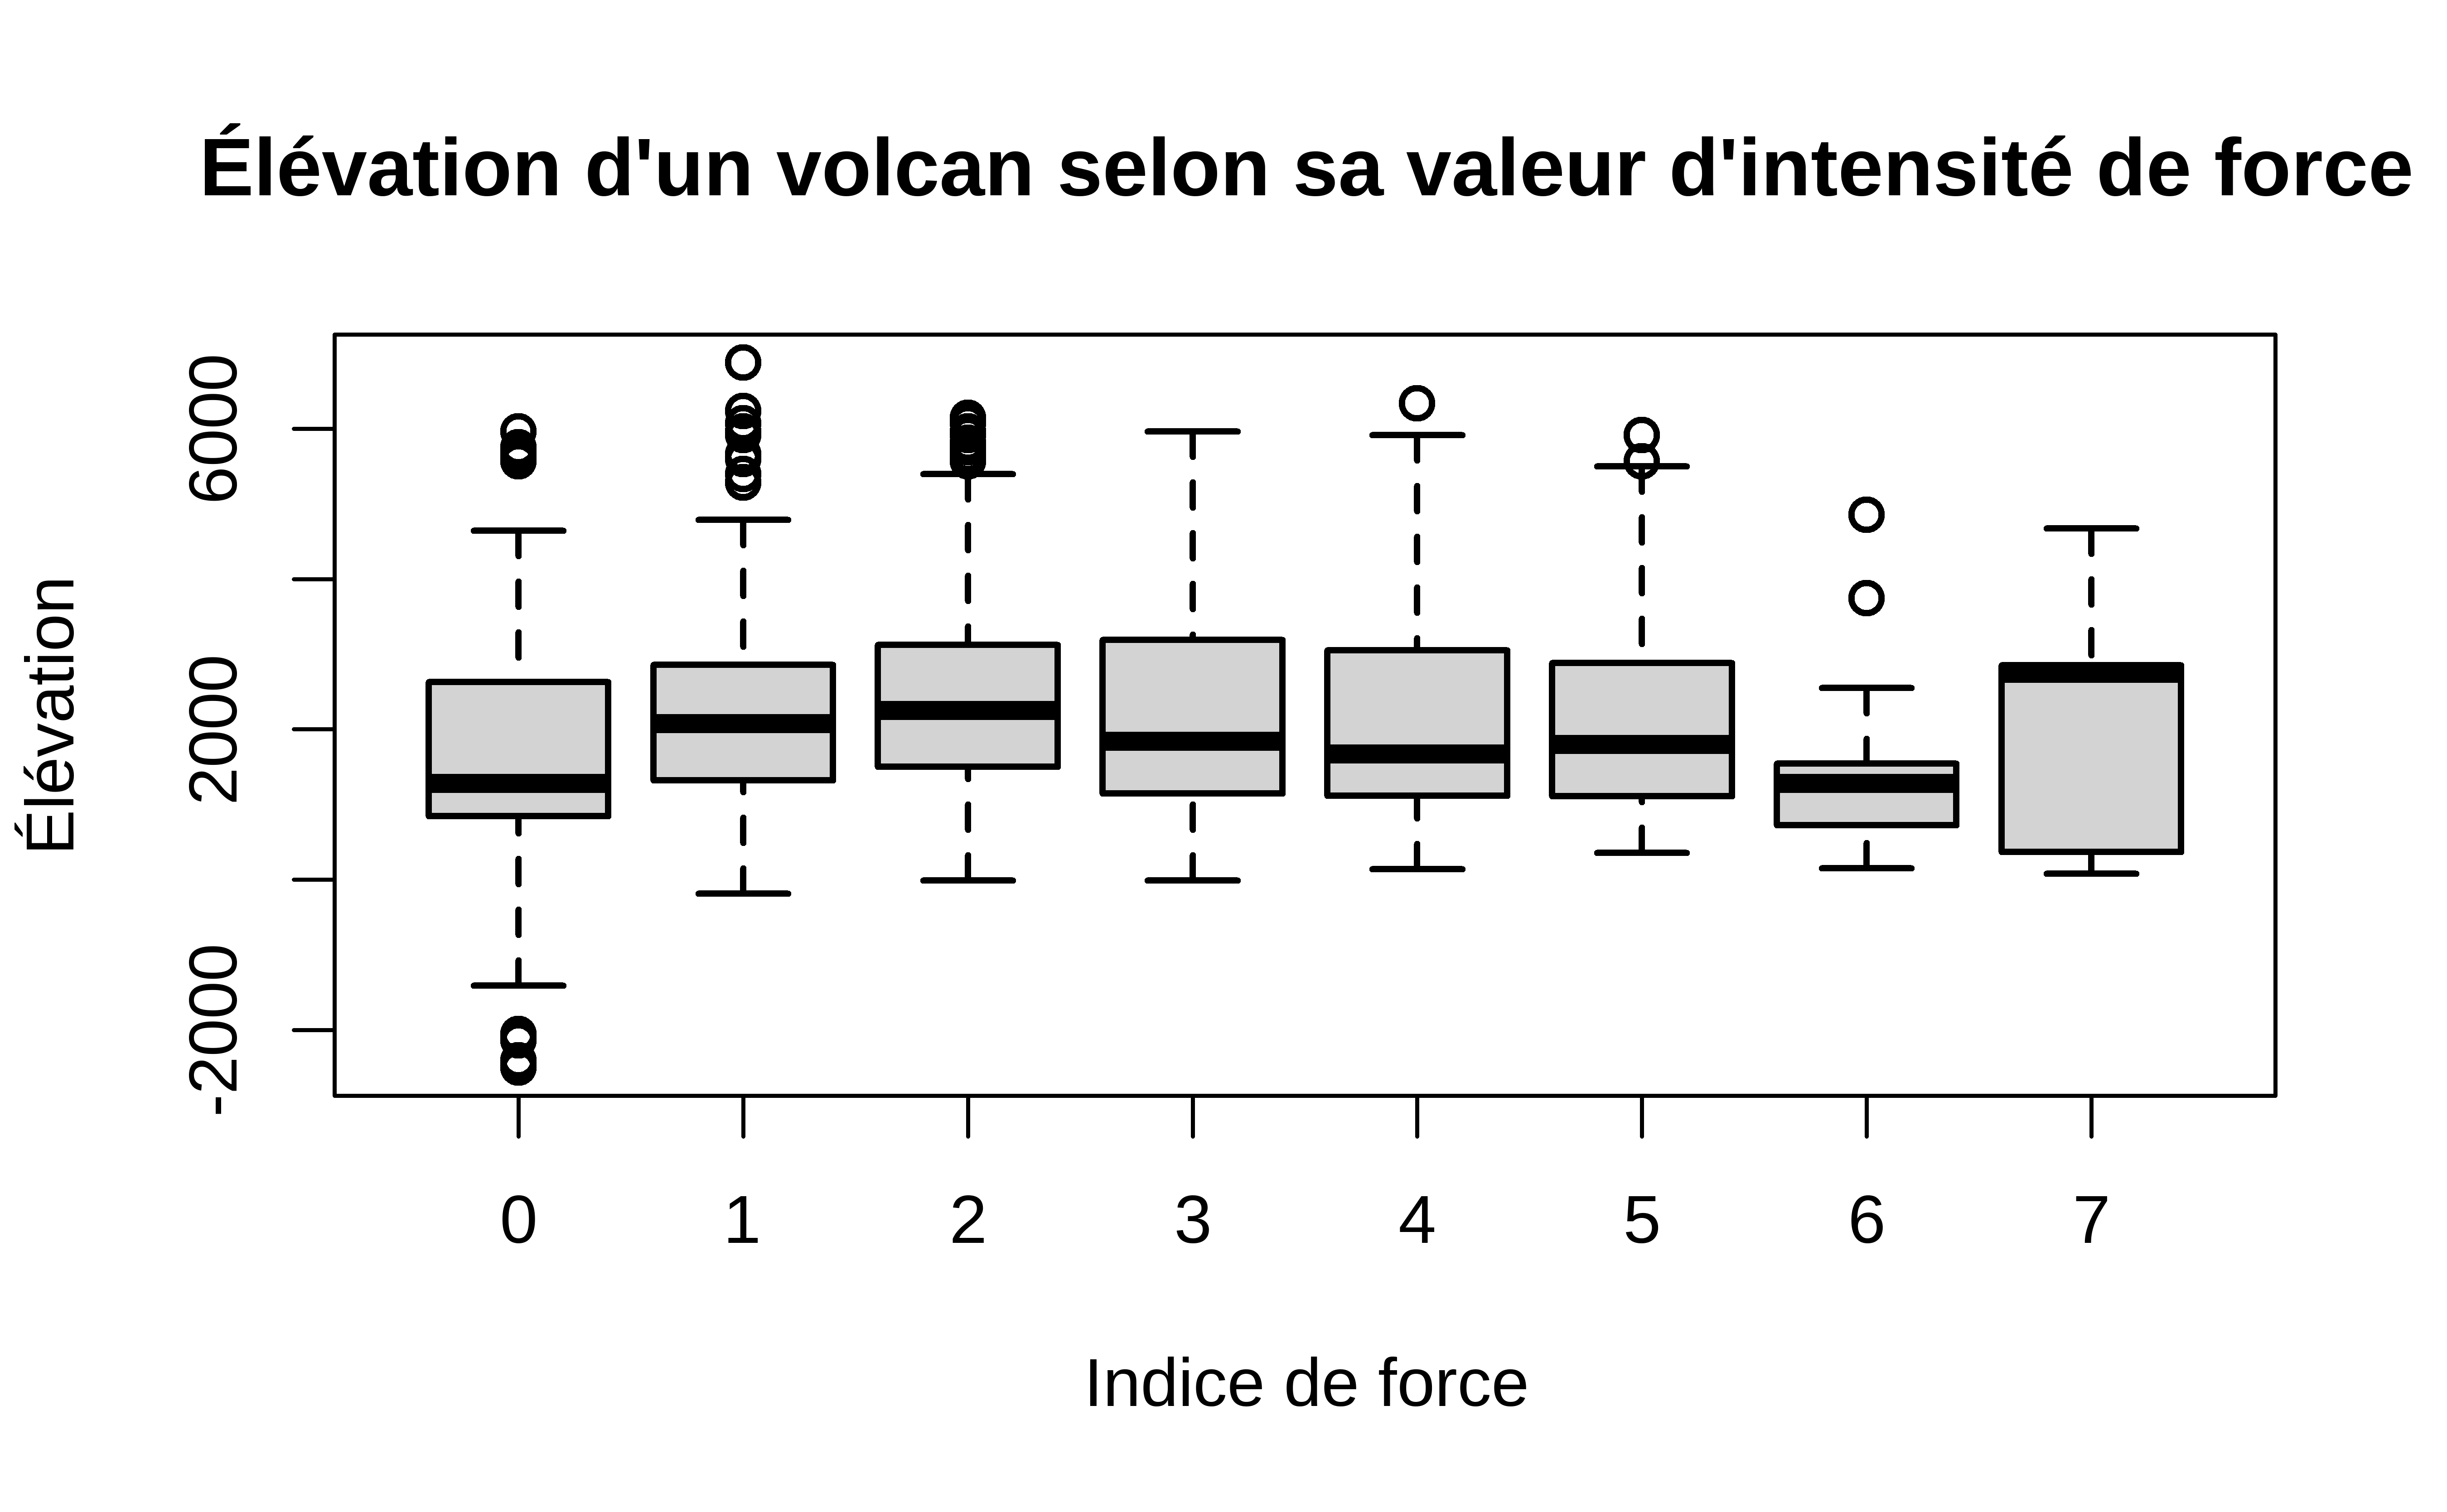 Élévation d'un volcan selon sa valeur d'intensité de force
Élévation
6000
2000
-2000
0 1 2 3 4 5 6 7
Indice de force